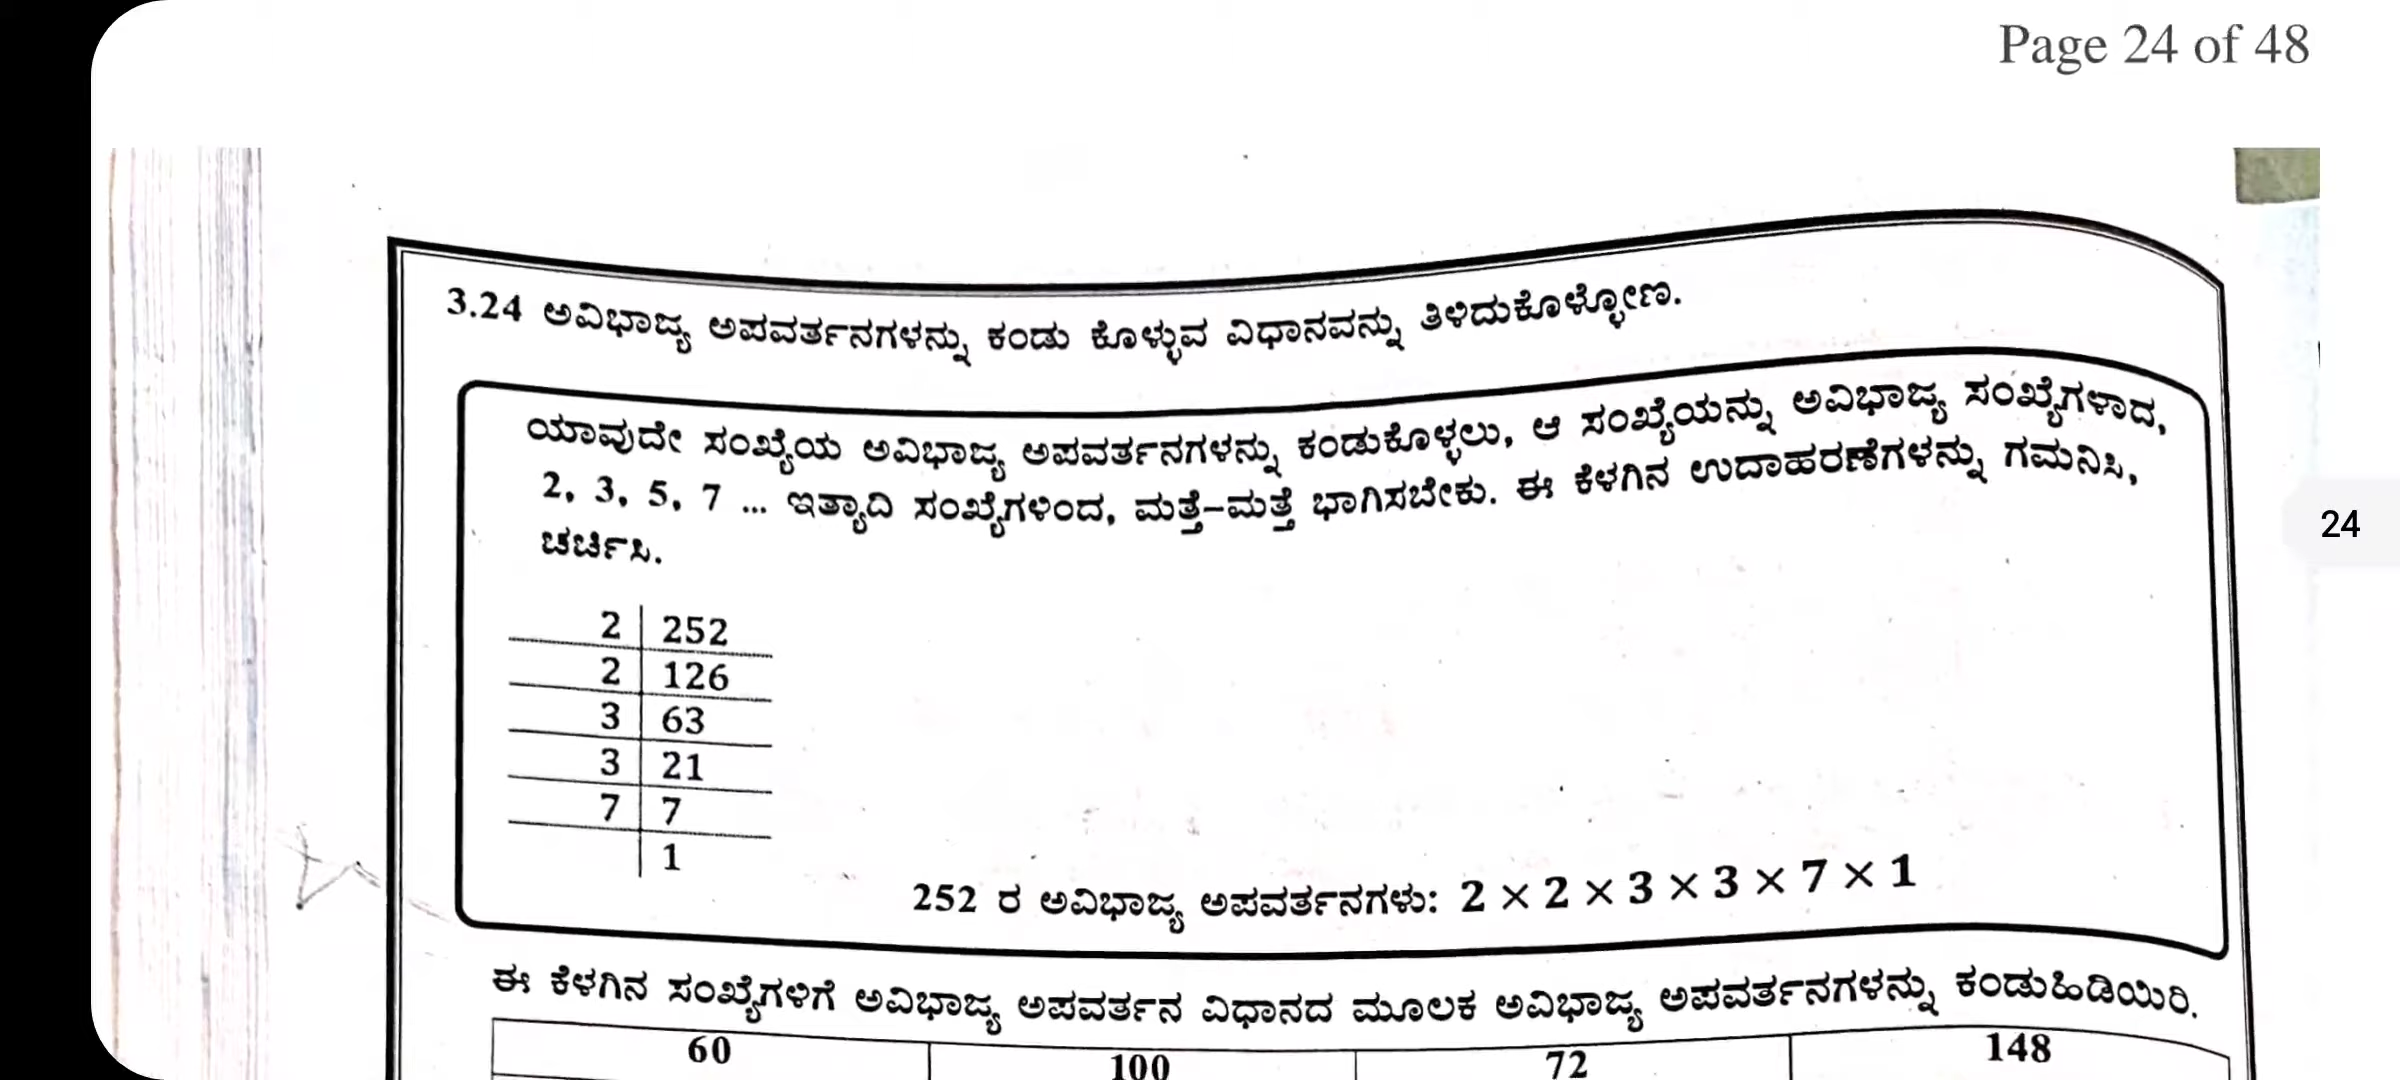 Page 24 of 48
3.24 ಅವಿಭಾಜ್ಯ ಅಪವರ್ತನಗಳನ್ನು ಕಂಡು ಕೊಳ್ಳುವ ವಿಧಾನವನ್ನು ತಿಳಿದುಕೊಳ್ಳೋಣ.
ಯಾವುದೇ ಸಂಖ್ಯೆಯ ಅವಿಭಾಜ್ಯ ಅಪವರ್ತನಗಳನ್ನು ಕಂಡುಕೊಳ್ಳಲು, ಆ ಸಂಖ್ಯೆಯನ್ನು ಅವಿಭಾಜ್ಯ ಸಂಖ್ಯೆಗಳಾದ,
2, 3, 5, 7 ... ಇತ್ಯಾದಿ ಸಂಖ್ಯೆಗಳಿಂದ, ಮತ್ತೆ-ಮತ್ತೆ ಭಾಗಿಸಬೇಕು. ಈ ಕೆಳಗಿನ ಉದಾಹರಣೆಗಳನ್ನು ಗಮನಿಸಿ,
ಚರ್ಚಿಸಿ.
24
2 252
2 126
3 63
3 21
7 7
1
252 ರ ಅವಿಭಾಜ್ಯ ಅಪವರ್ತನಗಳು: 2 × 2 × 3 × 3 × 7 × 1
ಈ ಕೆಳಗಿನ ಸಂಖ್ಯೆಗಳಿಗೆ ಅವಿಭಾಜ್ಯ ಅಪವರ್ತನ ವಿಧಾನದ ಮೂಲಕ ಅವಿಭಾಜ್ಯ ಅಪವರ್ತನಗಳನ್ನು ಕಂಡುಹಿಡಿಯಿರಿ.
60 100 72 148